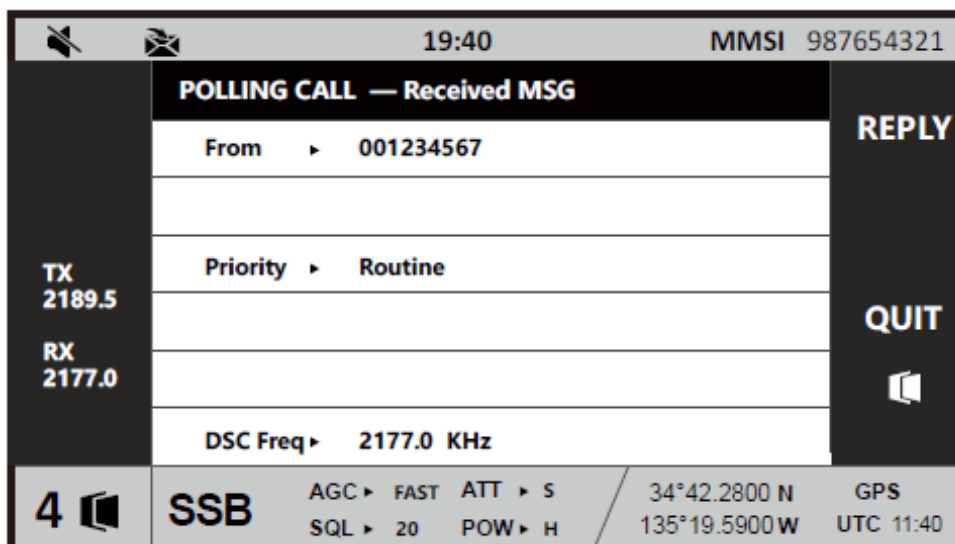 19:40 MMSI 987654321
POLLING CALL — Received MSG
From ▸ 001234567
Priority ▸ Routine
DSC Freq ▸ 2177.0 KHz
TX
2189.5
RX
2177.0
REPLY
QUIT
4 SSB
AGC ▸ FAST ATT ▸ S
SQL ▸ 20 POW ▸ H
34°42.2800 N
135°19.5900 W
GPS
UTC 11:40